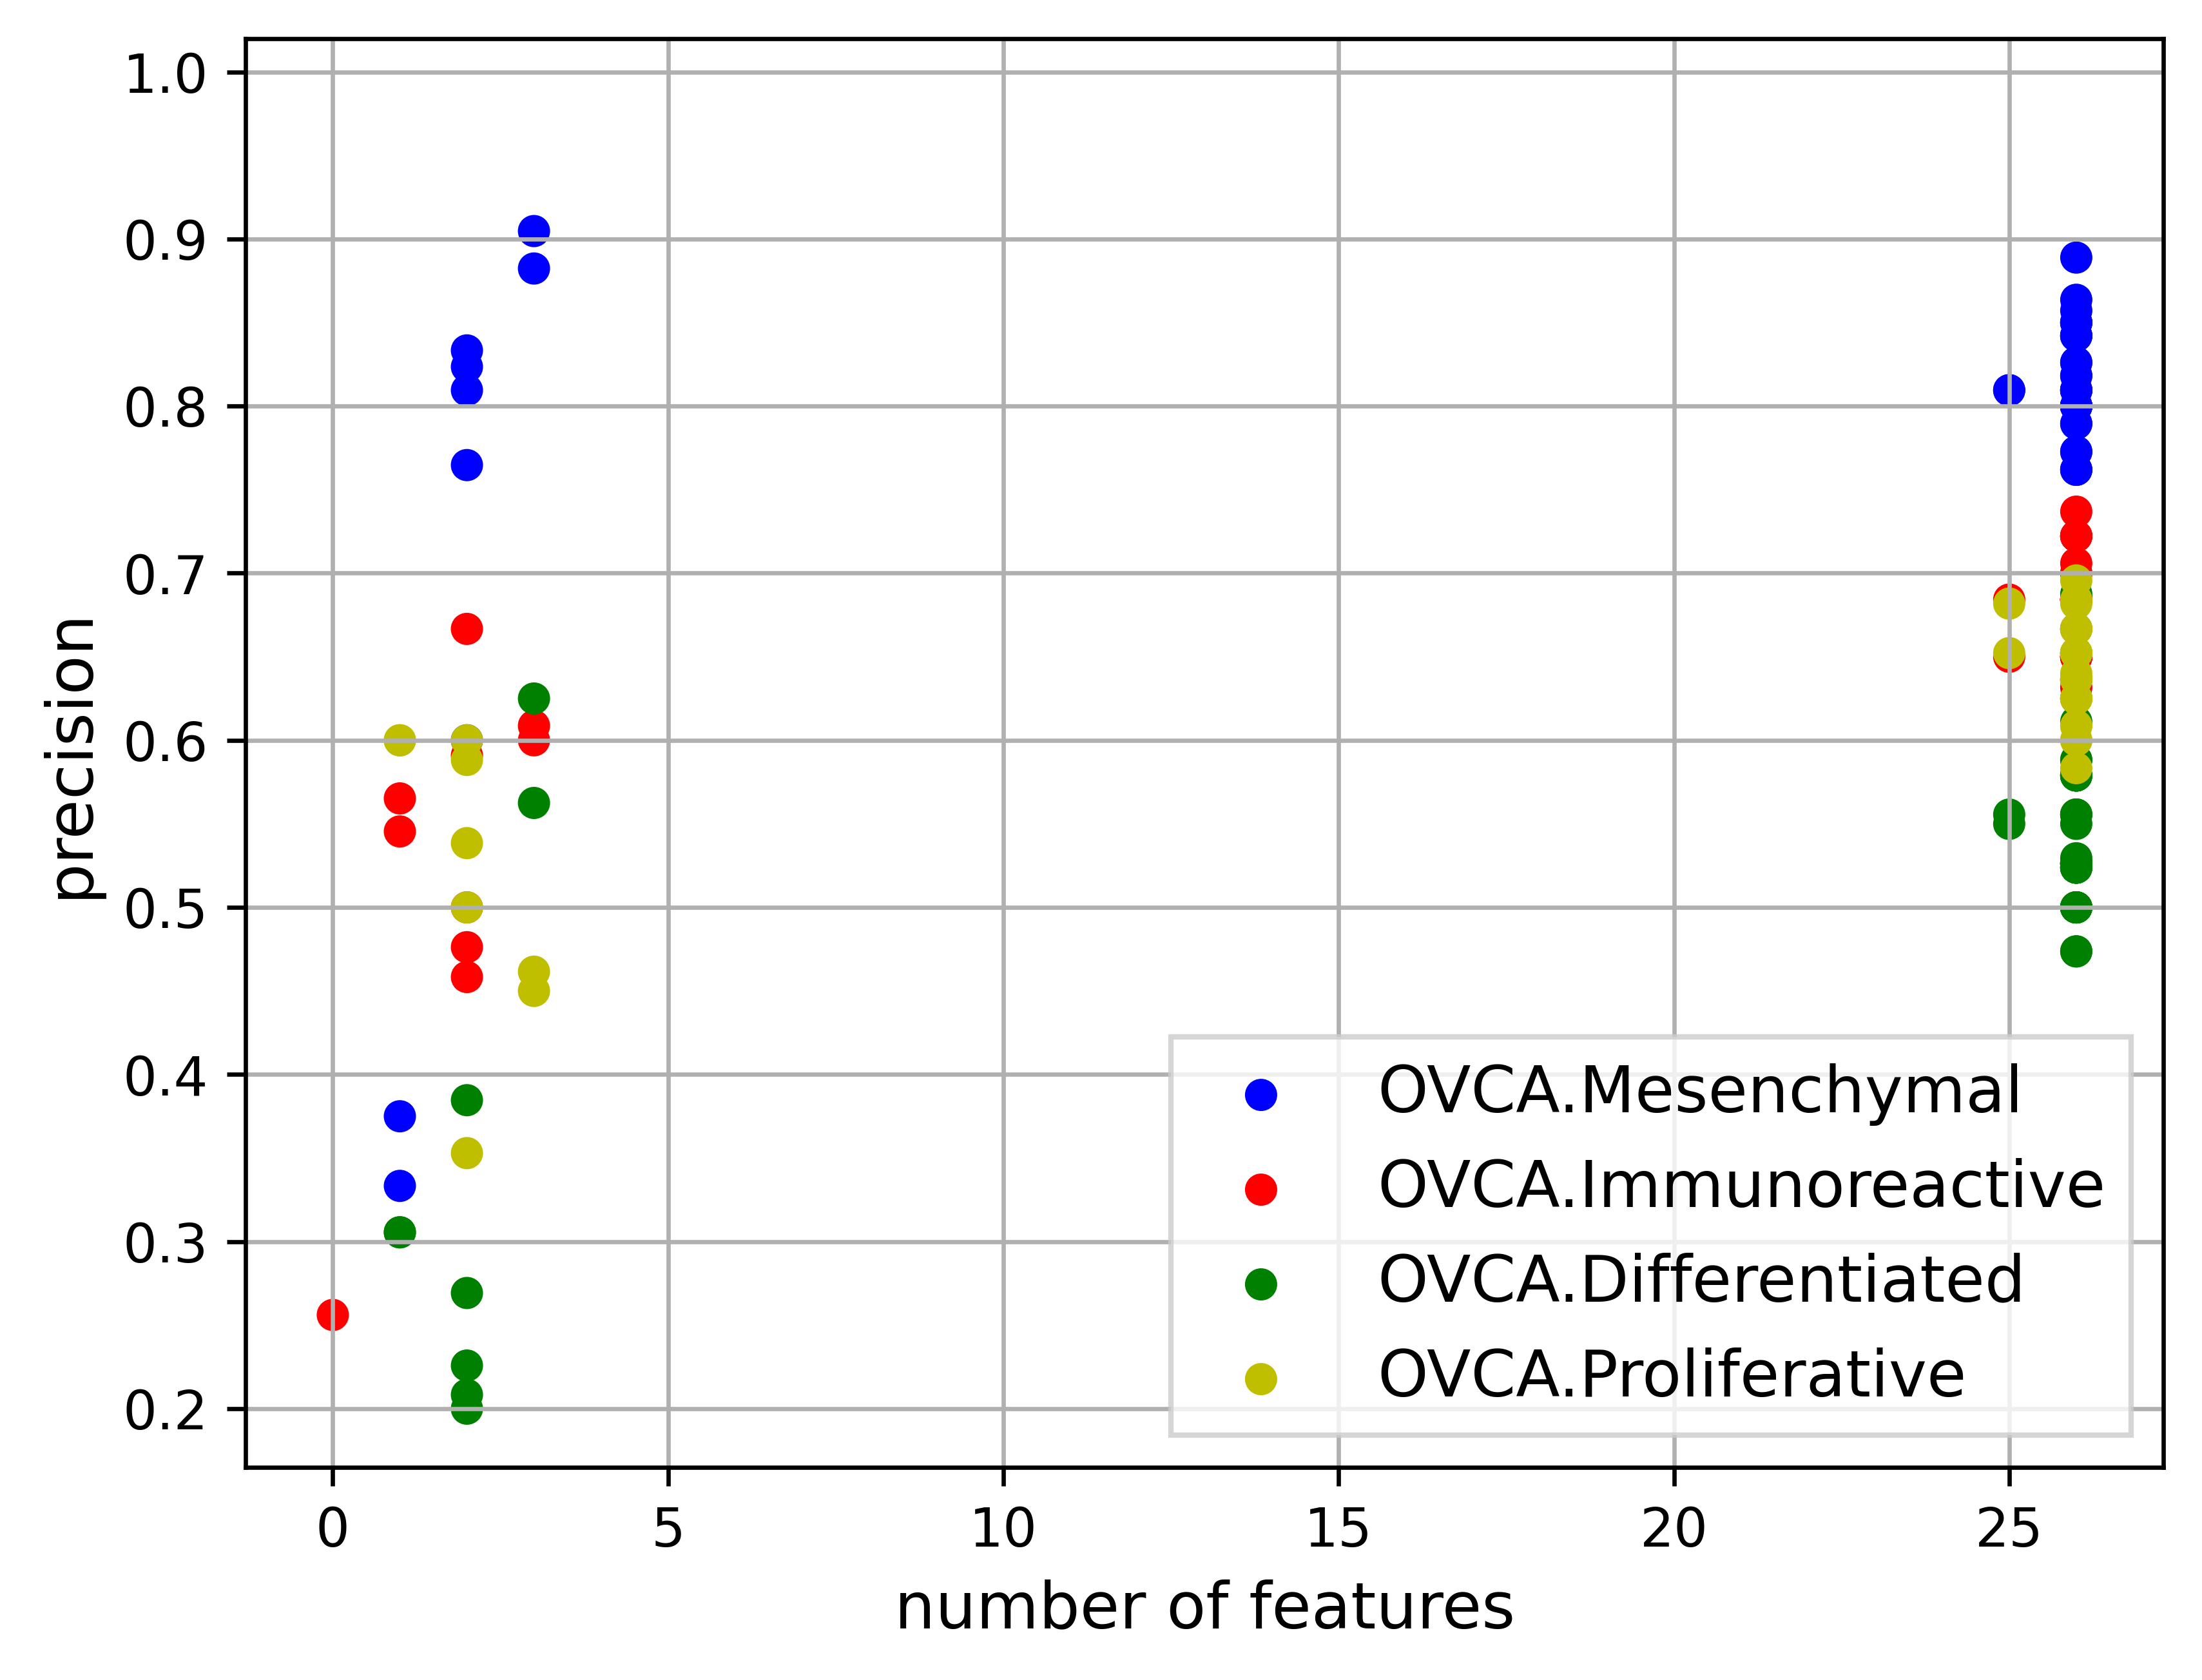 1.0
0.9
0.8
0.7
0.6
0.5
0.4
0.3
0.2
precision
OVCA.Mesenchymal
OVCA.Immunoreactive
OVCA.Differentiated
OVCA.Proliferative
0 5 10 15 20 25
number of features